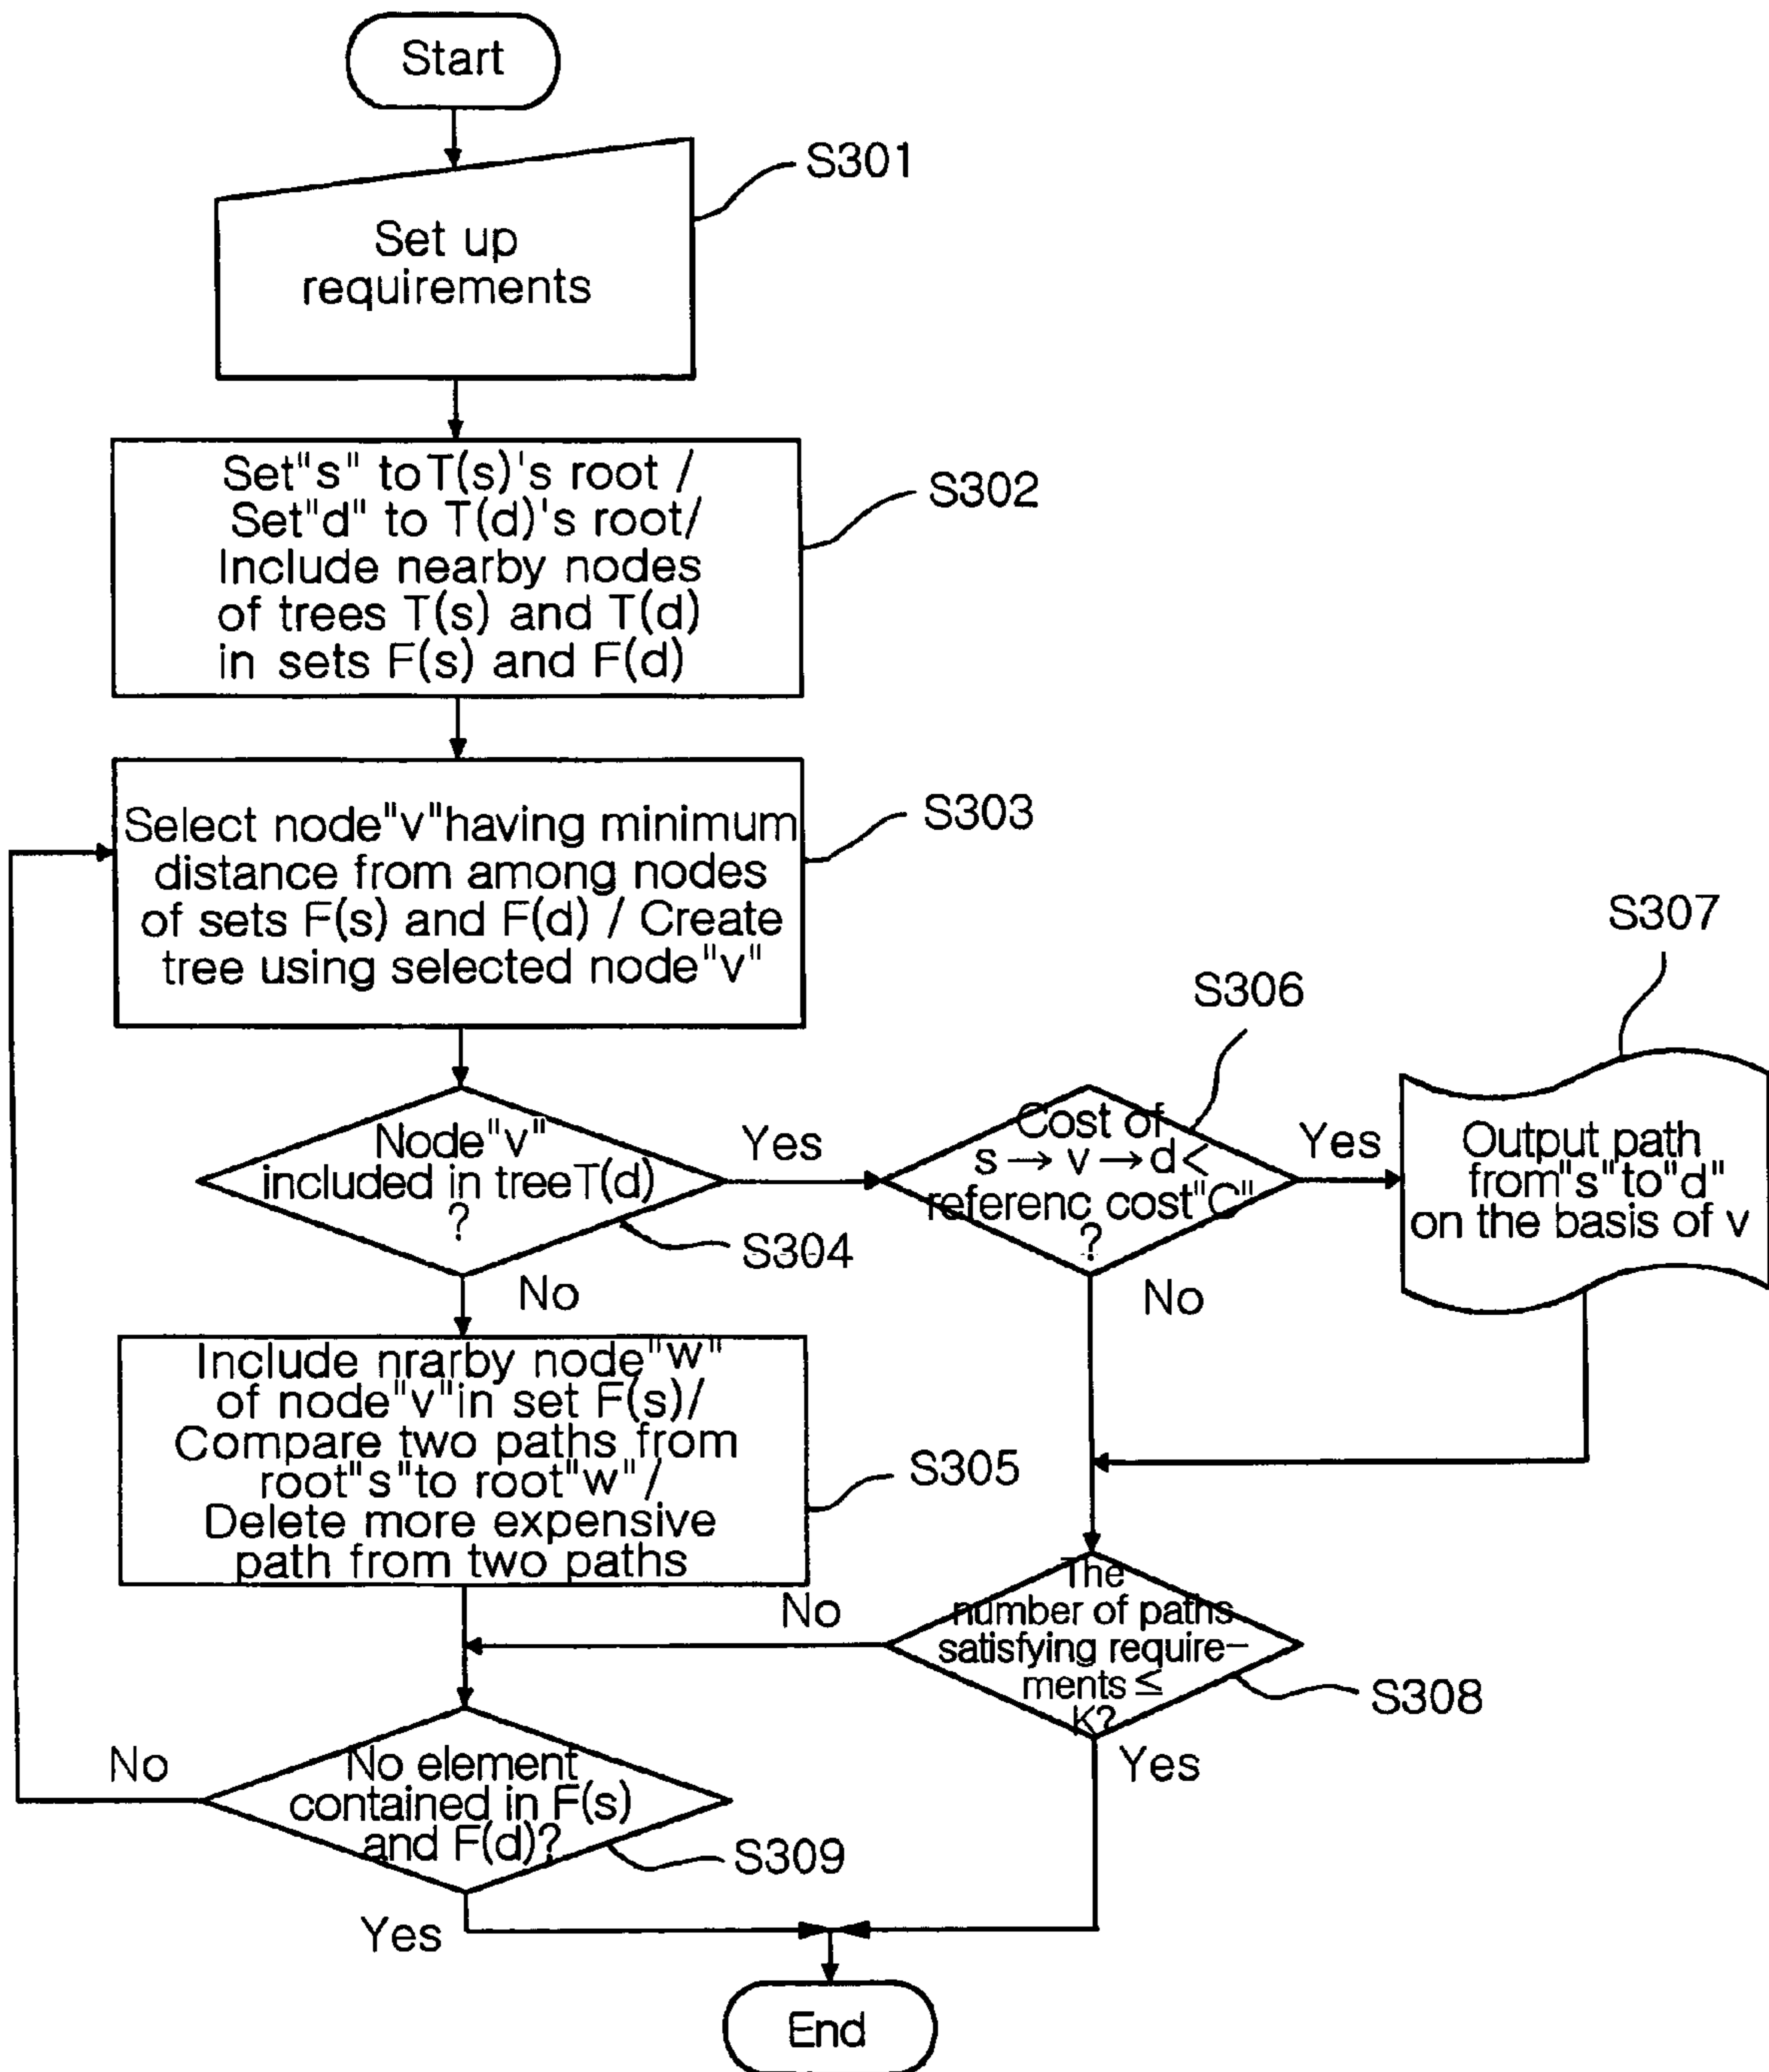 Start
S301
Set up
requirements
Set"s" to T(s)'s root /
Set"d" to T(d)'s root/
Include nearby nodes
of trees T(s) and T(d)
in sets F(s) and F(d)
S302
Select node"v"having minimum
distance from among nodes
of sets F(s) and F(d) / Create
tree using selected node"v"
S303
Node"v"
included in treeT(d)
?
S304
Yes
No
S306
Cost of
s → v → d <
referenc cost"C"
?
Yes
No
S307
Output path
from"s"to"d"
on the basis of v
Include nrarby node"w"
of node"v"in set F(s)/
Compare two paths from
root"s"to root"w" /
Delete more expensive
path from two paths
S305
The
number of paths
satisfying require-
ments ≤
K?
S308
No
Yes
No element
contained in F(s)
and F(d)?
S309
No
Yes
End